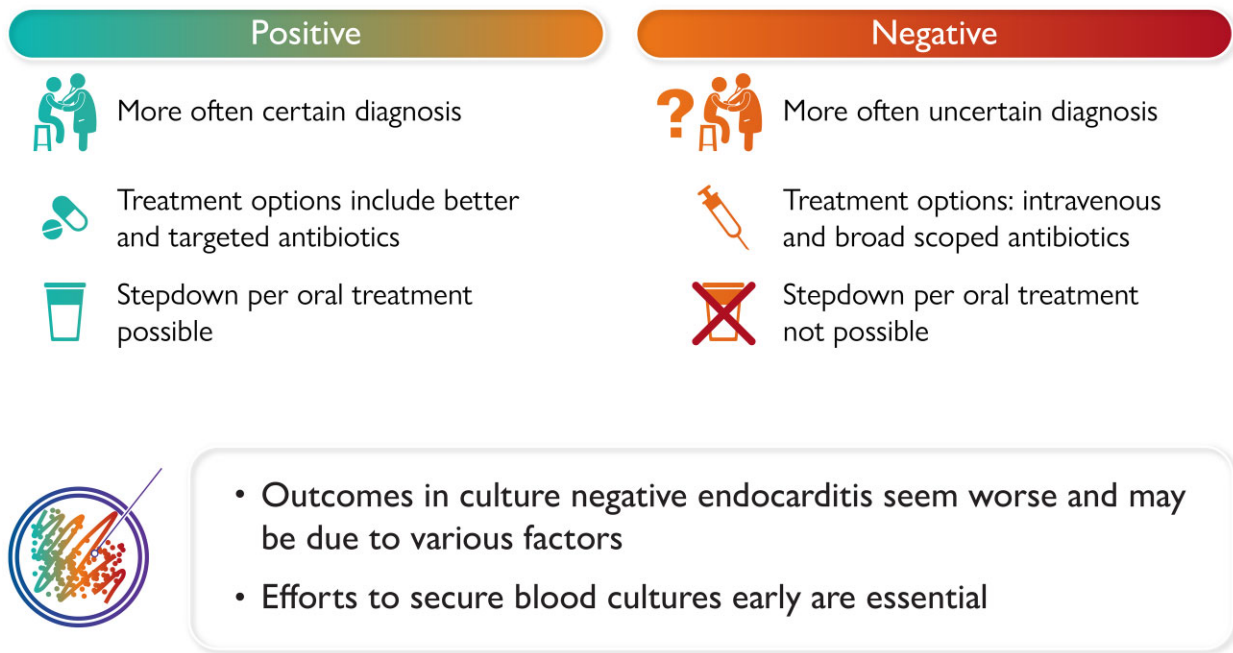 Positive
More often certain diagnosis
Treatment options include better
and targeted antibiotics
Stepdown per oral treatment
possible
Negative
?
More often uncertain diagnosis
Treatment options: intravenous
and broad scoped antibiotics
Stepdown per oral treatment
not possible
• Outcomes in culture negative endocarditis seem worse and may
be due to various factors
• Efforts to secure blood cultures early are essential